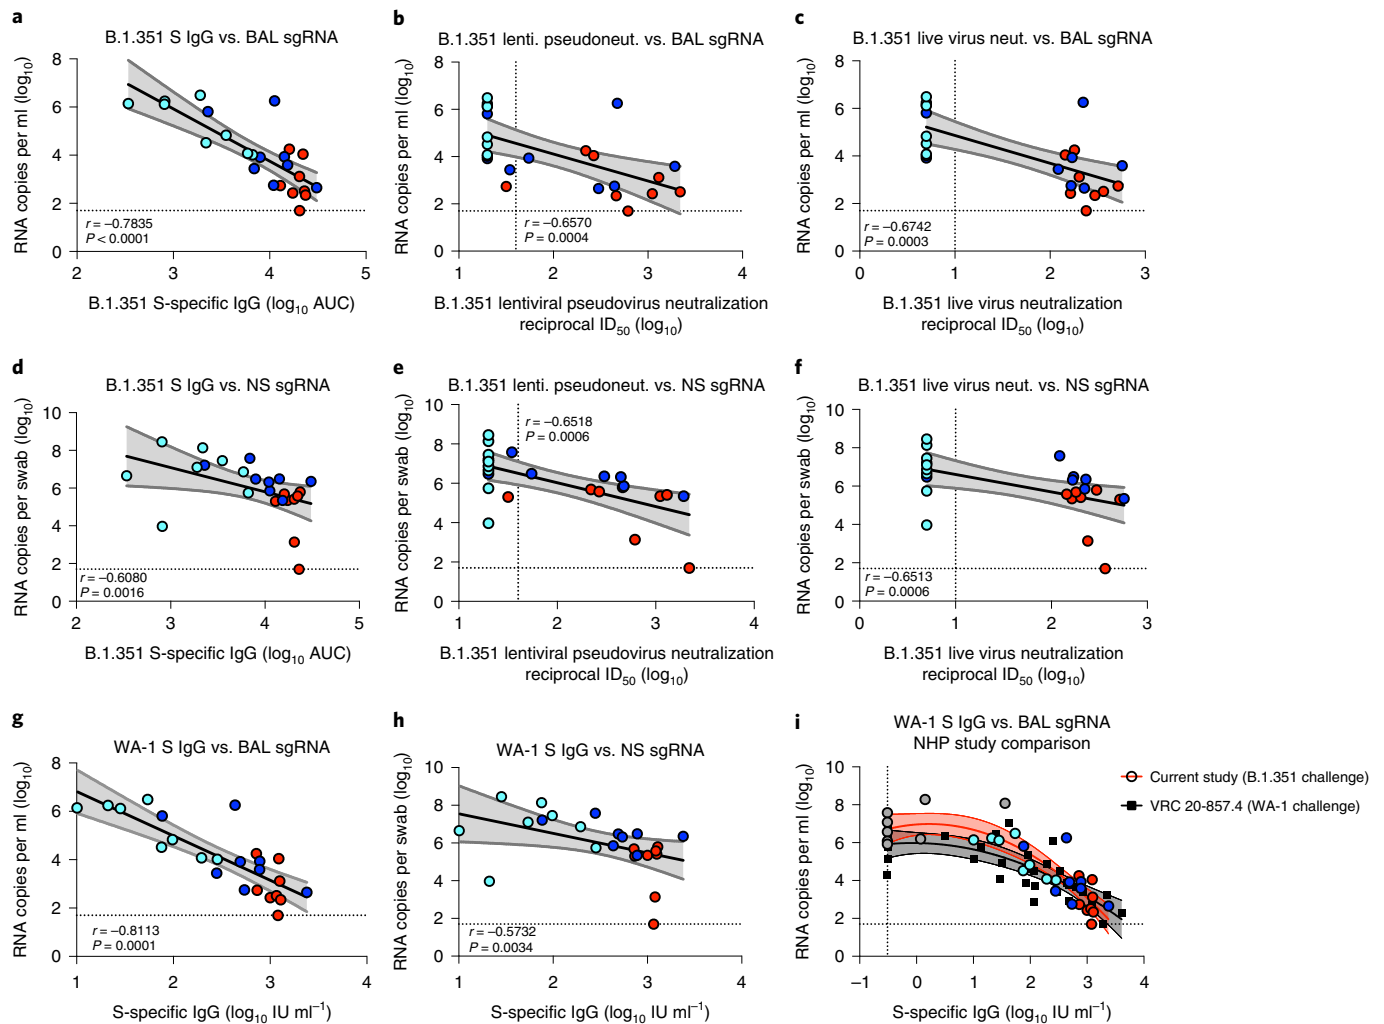 a
B.1.351 S IgG vs. BAL sgRNA
RNA copies per ml (log10)
8
6
4
2
0
r = –0.7835
P < 0.0001
2 3 4 5
B.1.351 S-specific IgG (log10 AUC)
b
B.1.351 lenti. pseudoneut. vs. BAL sgRNA
RNA copies per ml (log10)
8
6
4
2
0
r = –0.6570
P = 0.0004
1 2 3 4
B.1.351 lentiviral pseudovirus neutralization
reciprocal ID50 (log10)
c
B.1.351 live virus neut. vs. BAL sgRNA
RNA copies per ml (log10)
8
6
4
2
0
r = –0.6742
P = 0.0003
0 1 2 3
B.1.351 live virus neutralization
reciprocal ID50 (log10)
d
B.1.351 S IgG vs. NS sgRNA
RNA copies per swab (log10)
10
8
6
4
2
0
r = –0.6080
P = 0.0016
2 3 4 5
B.1.351 S-specific IgG (log10 AUC)
e
B.1.351 lenti. pseudoneut. vs. NS sgRNA
RNA copies per swab (log10)
10
8
6
4
2
0
r = –0.6518
P = 0.0006
1 2 3 4
B.1.351 lentiviral pseudovirus neutralization
reciprocal ID50 (log10)
f
B.1.351 live virus neut. vs. NS sgRNA
RNA copies per swab (log10)
10
8
6
4
2
0
r = –0.6513
P = 0.0006
0 1 2 3
B.1.351 live virus neutralization
reciprocal ID50 (log10)
g
WA-1 S IgG vs. BAL sgRNA
RNA copies per ml (log10)
8
6
4
2
0
r = –0.8113
P = 0.0001
1 2 3 4
S-specific IgG (log10 IU ml−1)
h
WA-1 S IgG vs. NS sgRNA
RNA copies per swab (log10)
10
8
6
4
2
0
r = –0.5732
P = 0.0034
1 2 3 4
S-specific IgG (log10 IU ml−1)
i
WA-1 S IgG vs. BAL sgRNA
NHP study comparison
RNA copies per ml (log10)
10
8
6
4
2
0
−1 0 1 2 3 4
S-specific IgG (log10 IU ml−1)
Current study (B.1.351 challenge)
VRC 20-857.4 (WA-1 challenge)